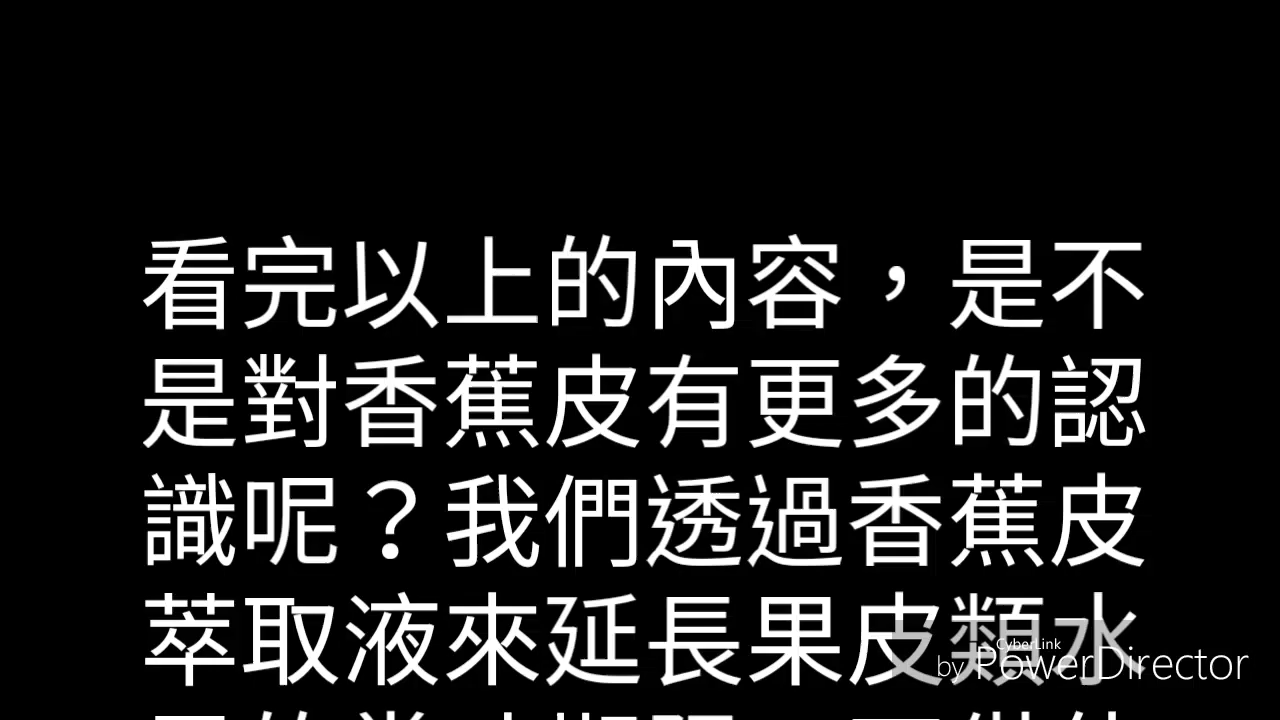 看完以上的內容，是不
是對香蕉皮有更多的認
識呢？我們透過香蕉皮
萃取液來延長果皮類水
CyberLink
by PowerDirector